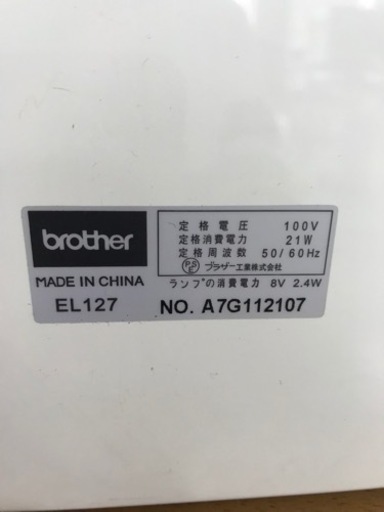 brother
MADE IN CHINA
EL127
定格電圧 100V
定格消費電力 21W
定格周波数 50/60Hz
PSE ブラザー工業株式会社
ランプの消費電力 8V 2.4W
NO. A7G112107